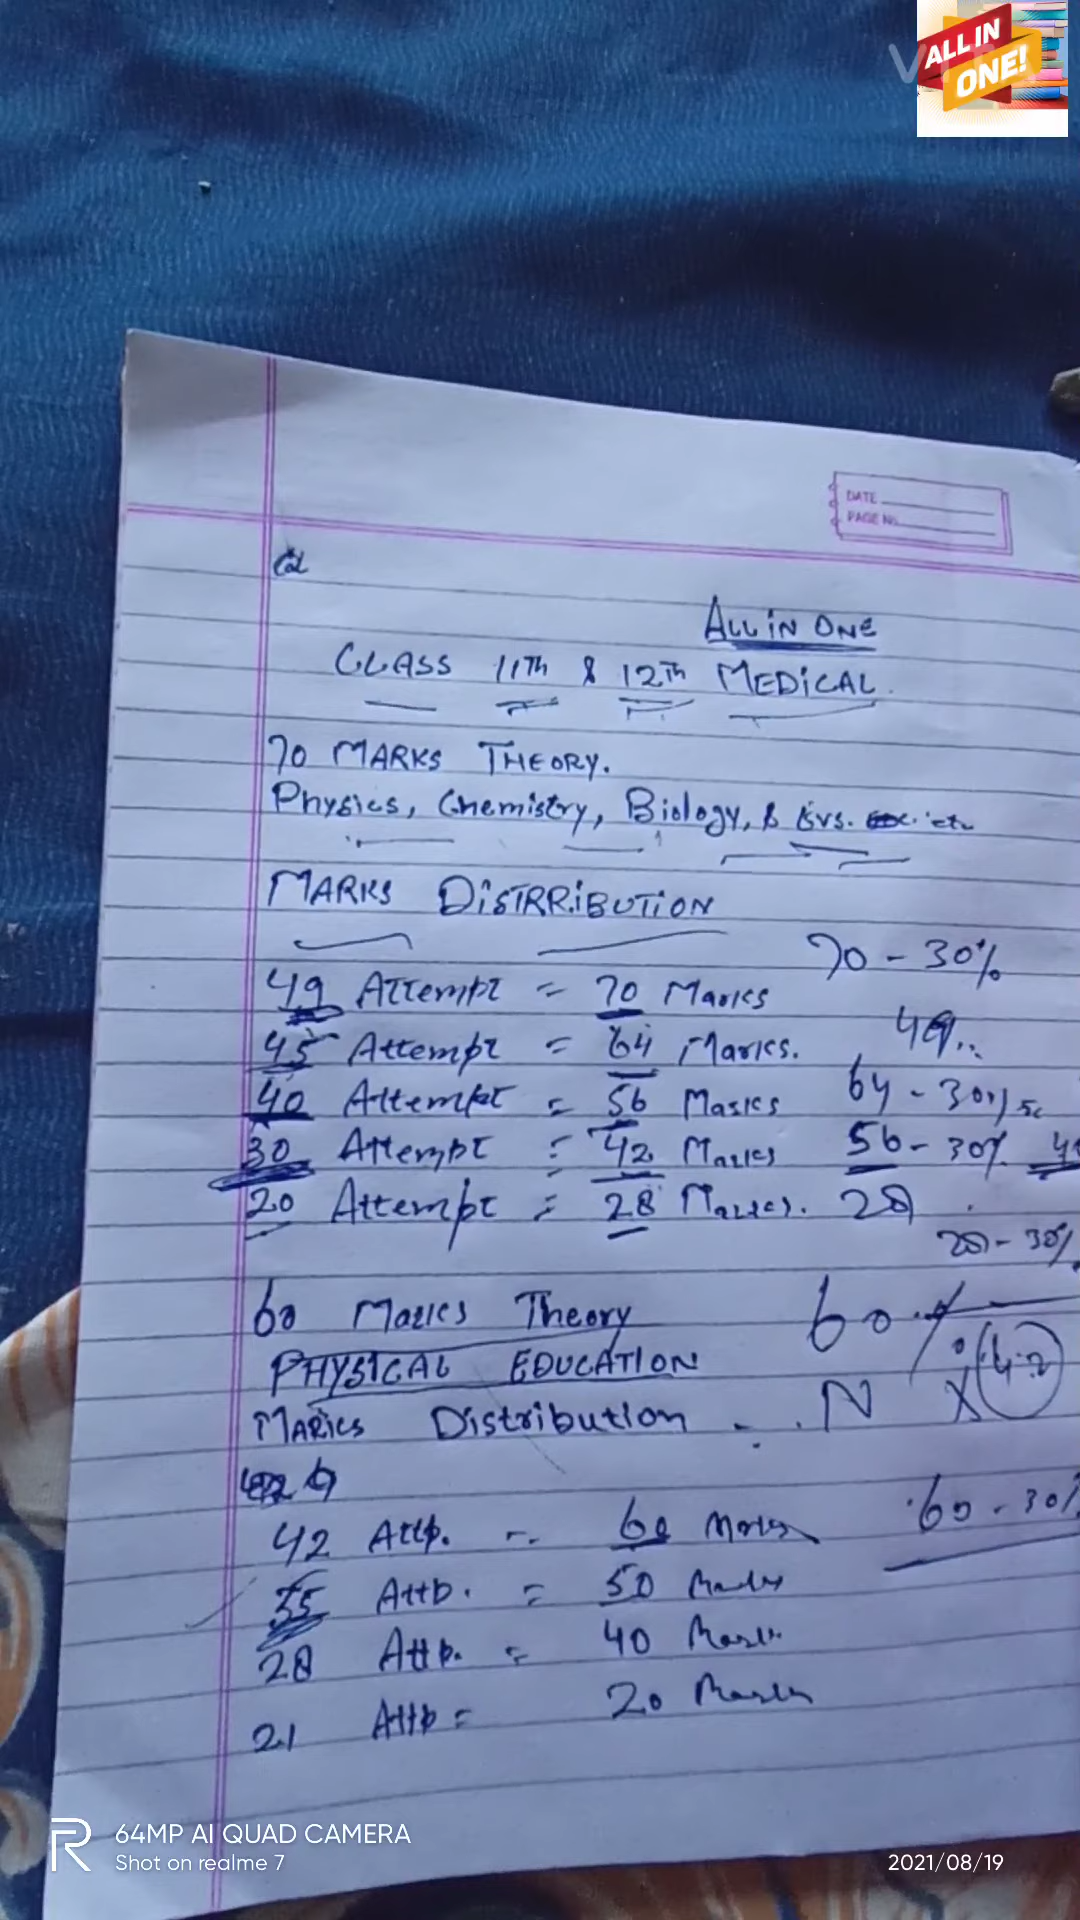 ALL IN ONE!
DATE
PAGE No.
ALL IN ONE
CLASS 11TH & 12TH MEDICAL.
70 MARKS THEORY.
Physics, Chemistry, Biology, & Evs. etc
MARKS DISTRRIBUTION
70 - 30%
49 Attempt = 70 Marks
49..
45 Attempt = 64 Marks.
64 - 30%
40 Attempt = 56 Marks
56 - 30%
30 Attempt = 42 Marks
20 Attempt = 28 Marks. 28
28 - 30%
60 Marks Theory
60
PHYSICAL EDUCATION
Marks Distribution
N X
42 Attp. = 60 Marks
60 - 30%
35 Attp. = 50 Marks
28 Attp. = 40 Marks
21 Attp = 20 Marks
64MP AI QUAD CAMERA
Shot on realme 7
2021/08/19